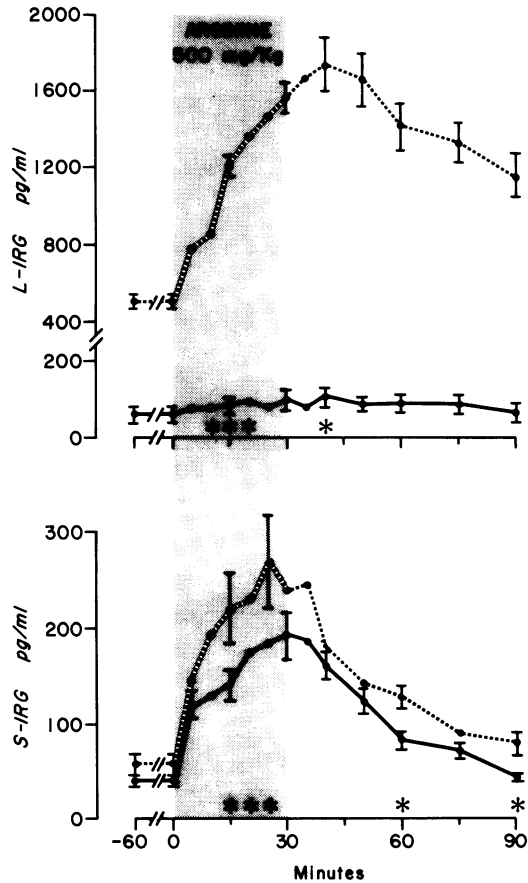 ARGININE
500 mg/Kg
2000
1600
1200
800
400
200
0
L-IRG pg/ml
* * * *
300
200
100
0
S-IRG pg/ml
* * * * *
-60 0 30 60 90
Minutes